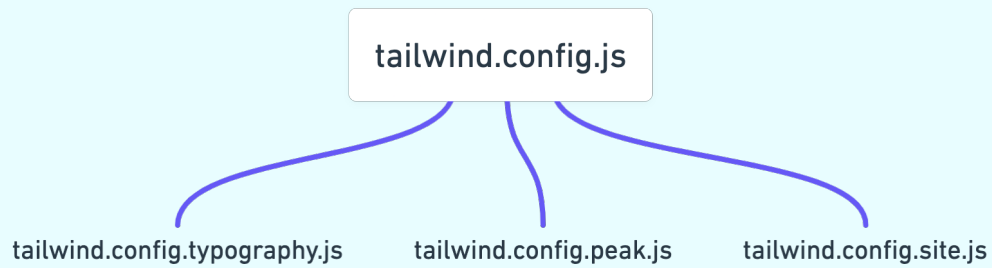 tailwind.config.js
tailwind.config.typography.js
tailwind.config.peak.js
tailwind.config.site.js